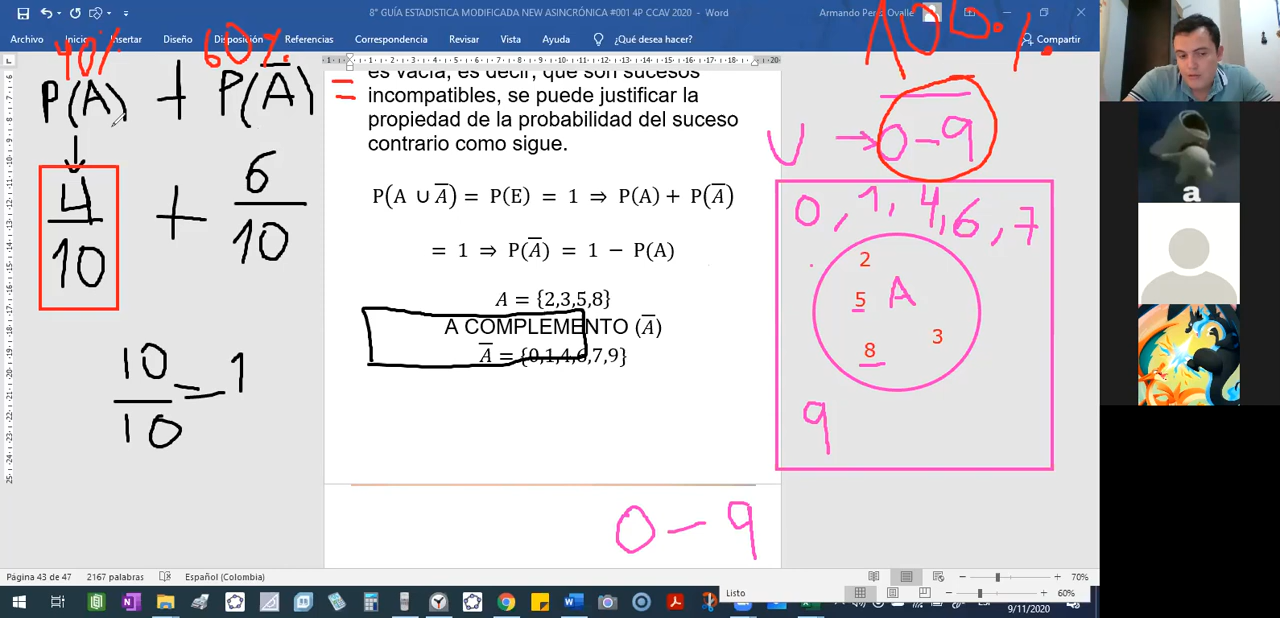 8° GUÍA ESTADISTICA MODIFICADA NEW ASINCRÓNICA #001 4P CCAV 2020 - Word
Armando Perez Ovalle
Archivo Inicio Insertar Diseño Disposición Referencias Correspondencia Revisar Vista Ayuda ¿Qué desea hacer? Compartir
40% 60% 100%
P(A) + P(A̅)
4/10 + 6/10
10/10 = 1
es vacía, es decir, que son sucesos
incompatibles, se puede justificar la
propiedad de la probabilidad del suceso
contrario como sigue.
P(A ∪ A̅) = P(E) = 1 ⇒ P(A) + P(A̅)
= 1 ⇒ P(A̅) = 1 − P(A)
A = {2,3,5,8}
A COMPLEMENTO (A̅)
A̅ = {0,1,4,6,7,9}
0 – 9
U → 0 – 9
0, 1, 4, 6, 7
2
5 A
3
8
9
a
Página 43 de 47 2167 palabras Español (Colombia) 70%
Listo 60%
9/11/2020